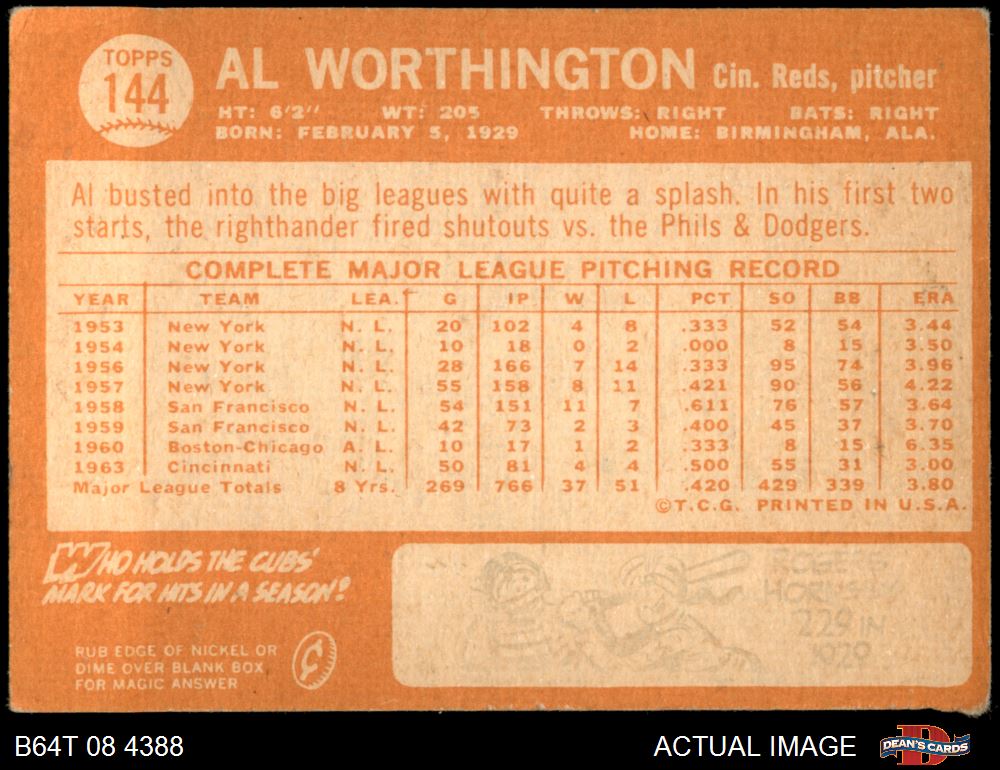 TOPPS
144
AL WORTHINGTON Cin. Reds, pitcher
HT: 6'2" WT: 205 THROWS: RIGHT BATS: RIGHT
BORN: FEBRUARY 5, 1929 HOME: BIRMINGHAM, ALA.
Al busted into the big leagues with quite a splash. In his first two
starts, the righthander fired shutouts vs. the Phils & Dodgers.
COMPLETE MAJOR LEAGUE PITCHING RECORD
YEAR TEAM LEA. G IP W L PCT SO BB ERA
1953 New York N. L. 20 102 4 8 .333 52 54 3.44
1954 New York N. L. 10 18 0 2 .000 8 15 3.50
1956 New York N. L. 28 166 7 14 .333 95 74 3.96
1957 New York N. L. 55 158 8 11 .421 90 56 4.22
1958 San Francisco N. L. 54 151 11 7 .611 76 57 3.64
1959 San Francisco N. L. 42 73 2 3 .400 45 37 3.70
1960 Boston-Chicago A. L. 10 17 1 2 .333 8 15 6.35
1963 Cincinnati N. L. 50 81 4 4 .500 55 31 3.00
Major League Totals 8 Yrs. 269 766 37 51 .420 429 339 3.80
©T.C.G. PRINTED IN U.S.A.
WHO HOLDS THE CUBS'
MARK FOR HITS IN A SEASON?
RUB EDGE OF NICKEL OR
DIME OVER BLANK BOX
FOR MAGIC ANSWER
¢
ROGERS
HORNSBY
229 IN
1929
B64T 08 4388
ACTUAL IMAGE
D
DEAN'S CARDS